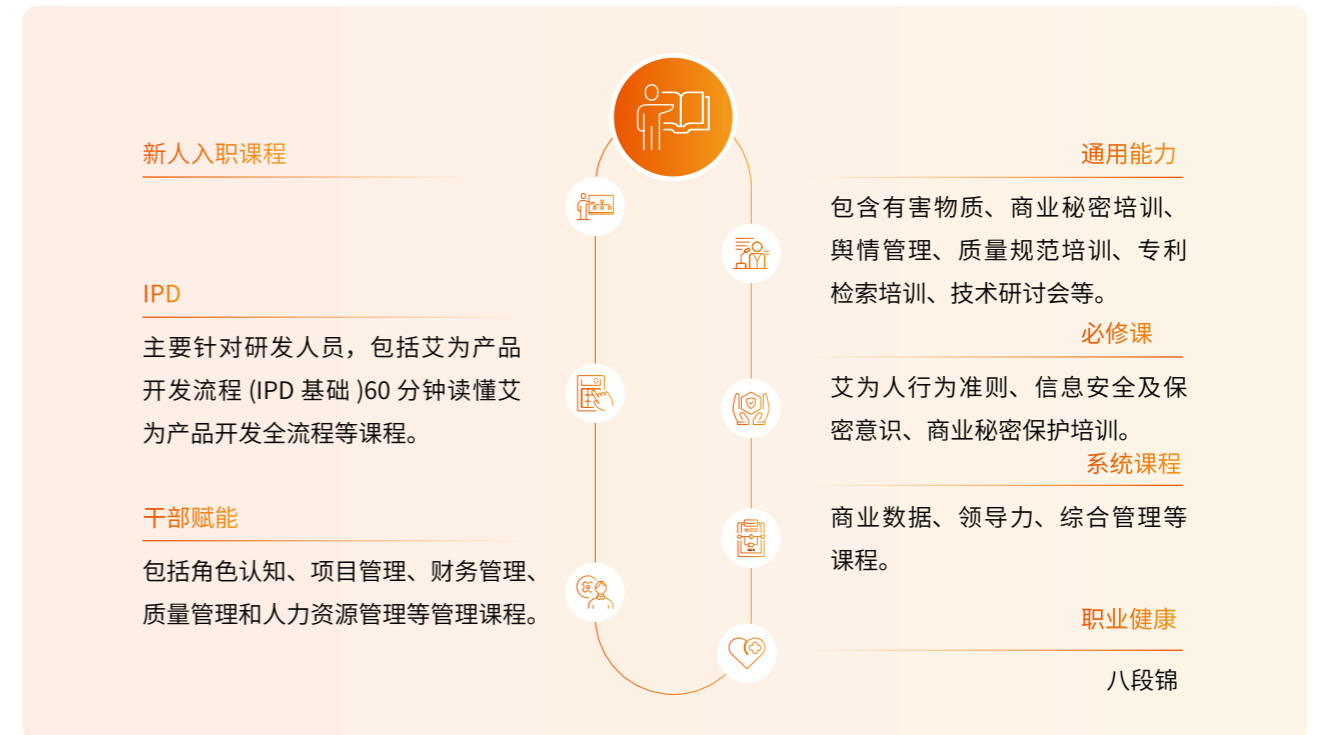 新人入职课程
IPD
主要针对研发人员，包括艾为产品
开发流程 (IPD 基础 )60 分钟读懂艾
为产品开发全流程等课程。
干部赋能
包括角色认知、项目管理、财务管理、
质量管理和人力资源管理等管理课程。
通用能力
包含有害物质、商业秘密培训、
舆情管理、质量规范培训、专利
检索培训、技术研讨会等。
必修课
艾为人行为准则、信息安全及保
密意识、商业秘密保护培训。
系统课程
商业数据、领导力、综合管理等
课程。
职业健康
八段锦